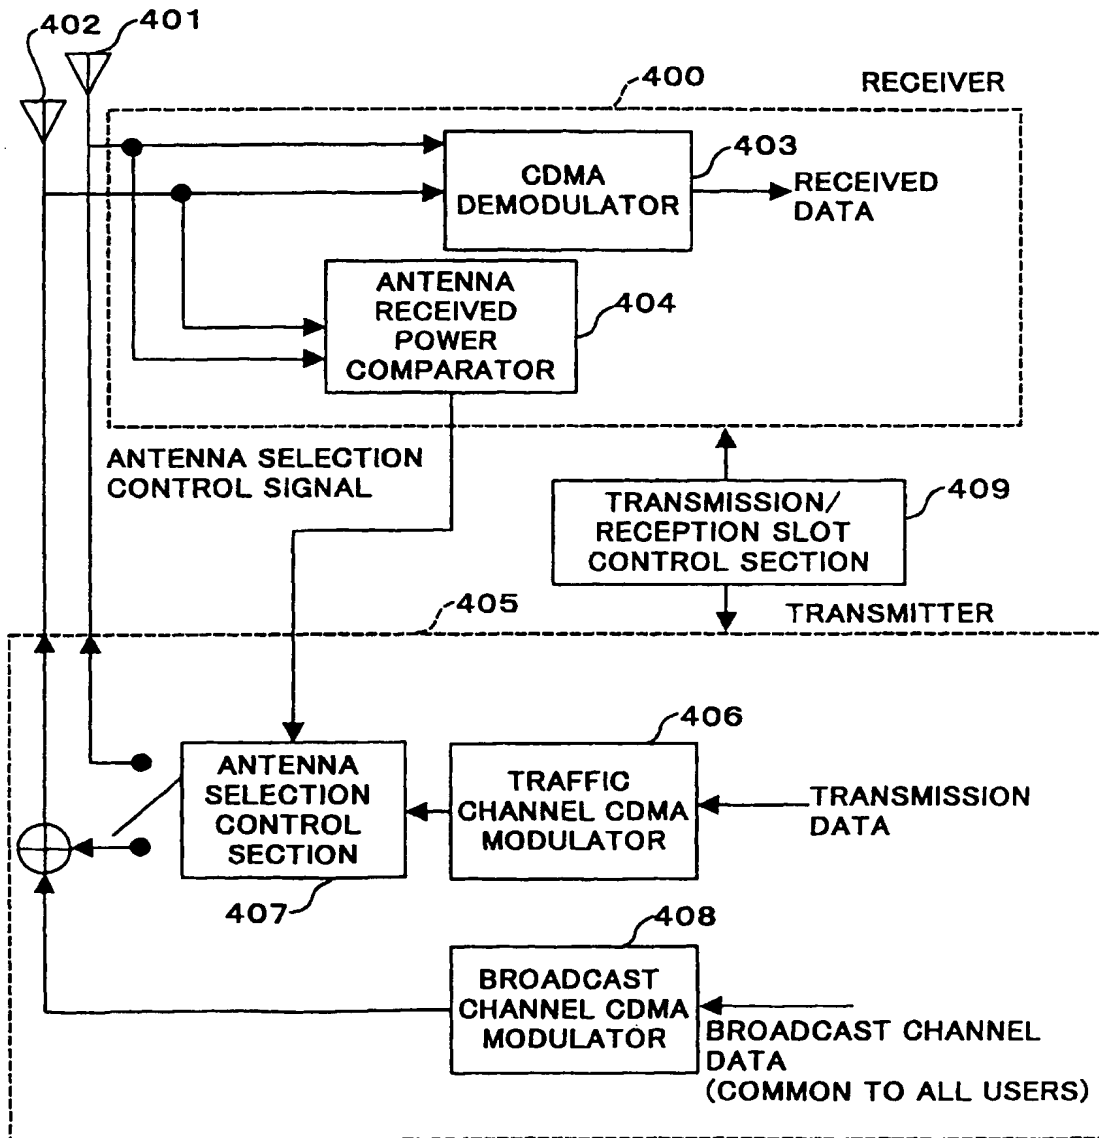 402
401
400
RECEIVER
CDMA
DEMODULATOR
403
RECEIVED
DATA
ANTENNA
RECEIVED
POWER
COMPARATOR
404
ANTENNA SELECTION
CONTROL SIGNAL
TRANSMISSION/
RECEPTION SLOT
CONTROL SECTION
409
405
TRANSMITTER
ANTENNA
SELECTION
CONTROL
SECTION
407
TRAFFIC
CHANNEL CDMA
MODULATOR
406
TRANSMISSION
DATA
BROADCAST
CHANNEL CDMA
MODULATOR
408
BROADCAST CHANNEL
DATA
(COMMON TO ALL USERS)